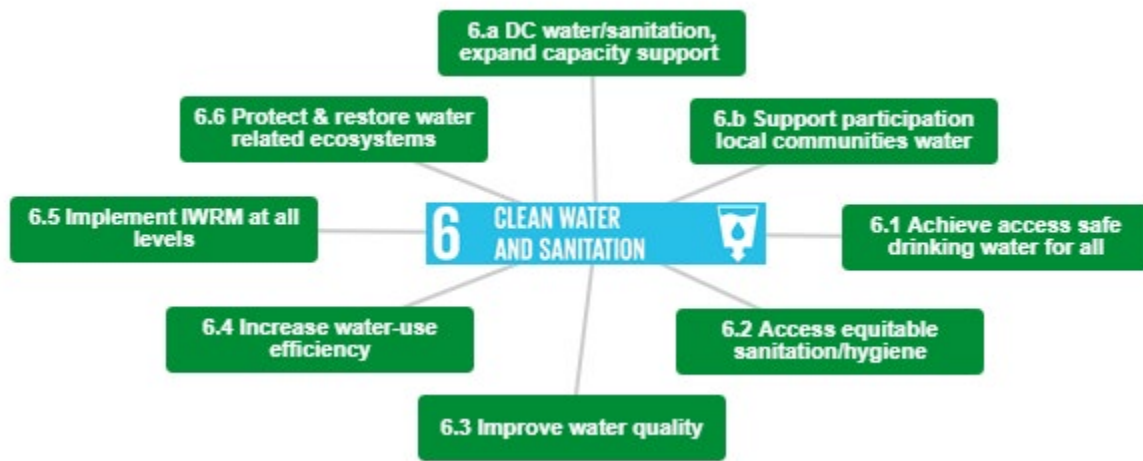 6.a DC water/sanitation,
expand capacity support
6.6 Protect & restore water
related ecosystems
6.b Support participation
local communities water
6.5 Implement IWRM at all
levels
6 CLEAN WATER
AND SANITATION
6.1 Achieve access safe
drinking water for all
6.4 Increase water-use
efficiency
6.2 Access equitable
sanitation/hygiene
6.3 Improve water quality